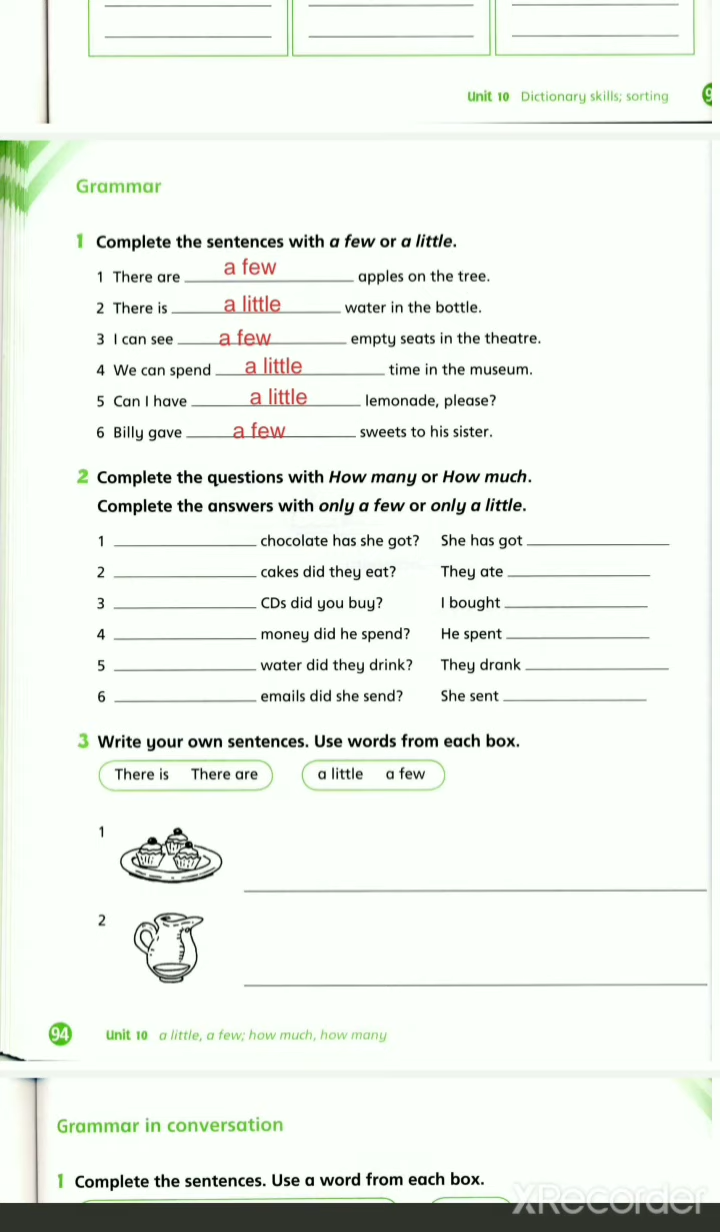 Unit 10 Dictionary skills; sorting
Grammar
1 Complete the sentences with a few or a little.
1 There are a few apples on the tree.
2 There is a little water in the bottle.
3 I can see a few empty seats in the theatre.
4 We can spend a little time in the museum.
5 Can I have a little lemonade, please?
6 Billy gave a few sweets to his sister.
2 Complete the questions with How many or How much.
Complete the answers with only a few or only a little.
1 chocolate has she got? She has got
2 cakes did they eat? They ate
3 CDs did you buy? I bought
4 money did he spend? He spent
5 water did they drink? They drank
6 emails did she send? She sent
3 Write your own sentences. Use words from each box.
There is There are a little a few
1
2
94 Unit 10 a little, a few; how much, how many
Grammar in conversation
1 Complete the sentences. Use a word from each box.
XRecorder